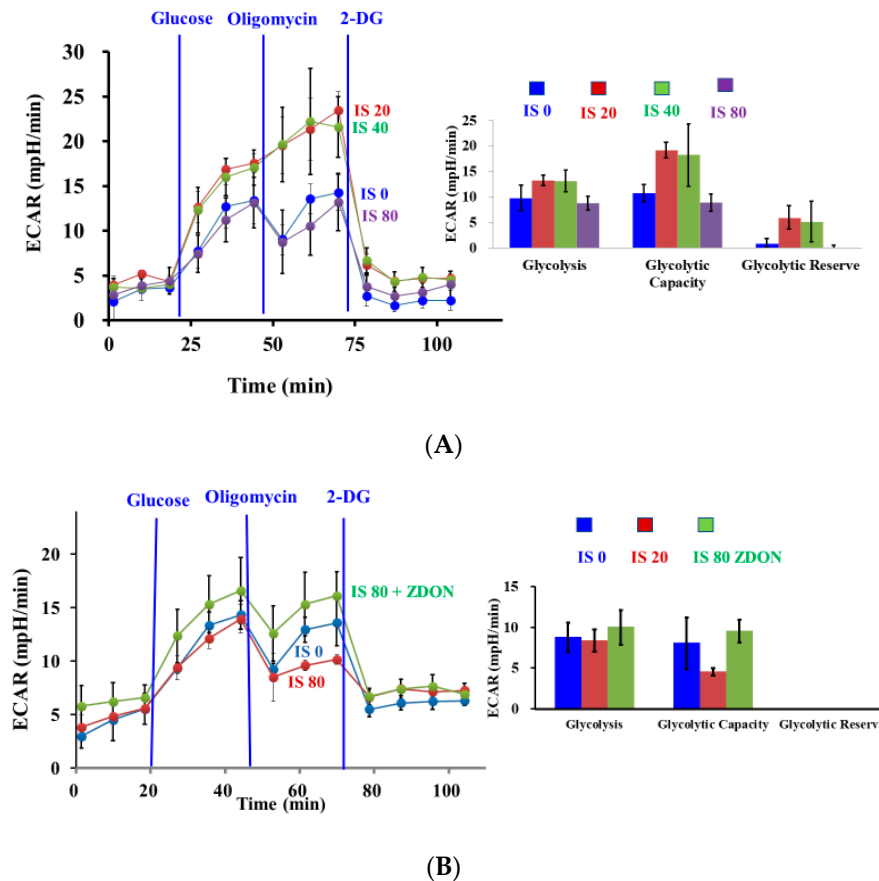 Glucose Oligomycin 2-DG
30
25
20
15
10
5
0
ECAR (mpH/min)
IS 20
IS 40
IS 0
IS 80
0 25 50 75 100
Time (min)
IS 0 IS 20 IS 40 IS 80
25
20
15
10
5
0
ECAR (mpH/min)
Glycolysis Glycolytic Capacity Glycolytic Reserve
(A)
Glucose Oligomycin 2-DG
20
15
10
5
0
ECAR (mpH/min)
IS 80 + ZDON
IS 0
IS 80
0 20 40 60 80 100
Time (min)
IS 0 IS 20 IS 80 ZDON
15
10
5
0
ECAR (mpH/min)
Glycolysis Glycolytic Capacity Glycolytic Reserv
(B)